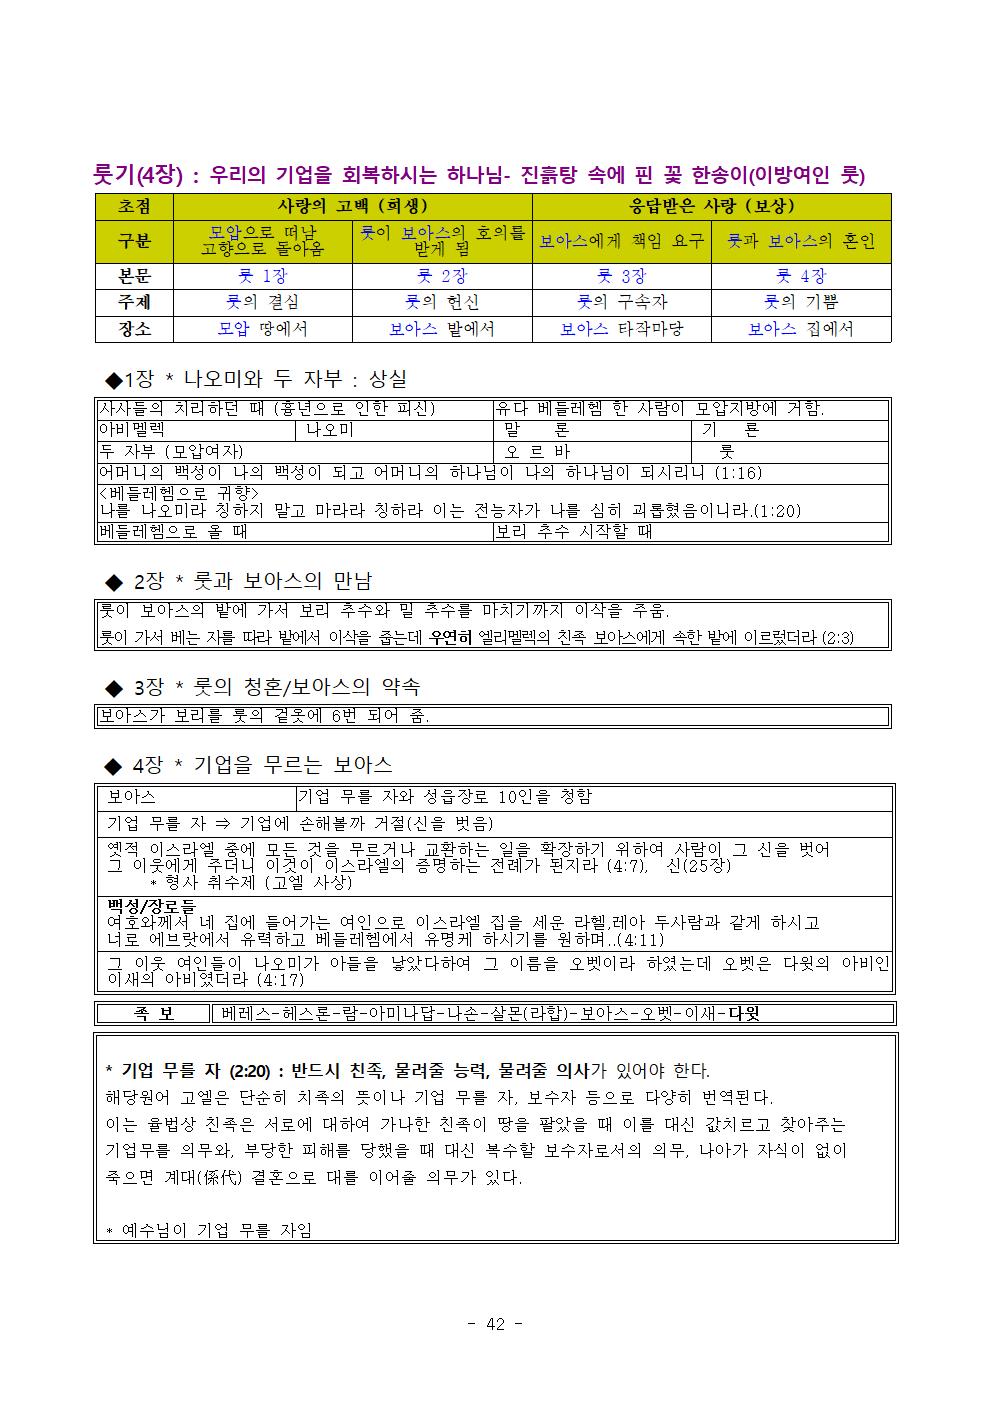 룻기(4장) : 우리의 기업을 회복하시는 하나님- 진흙탕 속에 핀 꽃 한송이(이방여인 룻)
초점 사랑의 고백 (희생) 응답받은 사랑 (보상)
구분 모압으로 떠남 고향으로 돌아옴 룻이 보아스의 호의를 받게 됨 보아스에게 책임 요구 룻과 보아스의 혼인
본문 룻 1장 룻 2장 룻 3장 룻 4장
주제 룻의 결심 룻의 헌신 룻의 구속자 룻의 기쁨
장소 모압 땅에서 보아스 밭에서 보아스 타작마당 보아스 집에서
◆1장 * 나오미와 두 자부 : 상실
사사들의 치리하던 때 (흉년으로 인한 피신) 유다 베들레헴 한 사람이 모압지방에 거함.
아비멜렉 나오미 말 론 기 룐
두 자부 (모압여자) 오 르 바 룻
어머니의 백성이 나의 백성이 되고 어머니의 하나님이 나의 하나님이 되시리니 (1:16)
<베들레헴으로 귀향>
나를 나오미라 칭하지 말고 마라라 칭하라 이는 전능자가 나를 심히 괴롭혔음이니라.(1:20)
베들레헴으로 올 때 보리 추수 시작할 때
◆ 2장 * 룻과 보아스의 만남
룻이 보아스의 밭에 가서 보리 추수와 밀 추수를 마치기까지 이삭을 주움.
룻이 가서 베는 자를 따라 밭에서 이삭을 줍는데 우연히 엘리멜렉의 친족 보아스에게 속한 밭에 이르렀더라 (2:3)
◆ 3장 * 룻의 청혼/보아스의 약속
보아스가 보리를 룻의 겉옷에 6번 되어 줌.
◆ 4장 * 기업을 무르는 보아스
보아스 기업 무를 자와 성읍장로 10인을 청함
기업 무를 자 ⇒ 기업에 손해볼까 거절(신을 벗음)
옛적 이스라엘 중에 모든 것을 무르거나 교환하는 일을 확장하기 위하여 사람이 그 신을 벗어
그 이웃에게 주더니 이것이 이스라엘의 증명하는 전례가 된지라 (4:7), 신(25장)
* 형사 취수제 (고엘 사상)
백성/장로들
여호와께서 네 집에 들어가는 여인으로 이스라엘 집을 세운 라헬,레아 두사람과 같게 하시고
너로 에브랏에서 유력하고 베들레헴에서 유명케 하시기를 원하며..(4:11)
그 이웃 여인들이 나오미가 아들을 낳았다하여 그 이름을 오벳이라 하였는데 오벳은 다윗의 아비인
이새의 아비였더라 (4:17)
족 보 베레스-헤스론-람-아미나답-나손-살몬(라합)-보아스-오벳-이새-다윗
* 기업 무를 자 (2:20) : 반드시 친족, 물려줄 능력, 물려줄 의사가 있어야 한다.
해당원어 고엘은 단순히 치족의 뜻이나 기업 무를 자, 보수자 등으로 다양히 번역된다.
이는 율법상 친족은 서로에 대하여 가나한 친족이 땅을 팔았을 때 이를 대신 값치르고 찾아주는
기업무를 의무와, 부당한 피해를 당했을 때 대신 복수할 보수자로서의 의무, 나아가 자식이 없이
죽으면 계대(係代) 결혼으로 대를 이어줄 의무가 있다.
* 예수님이 기업 무를 자임
- 42 -